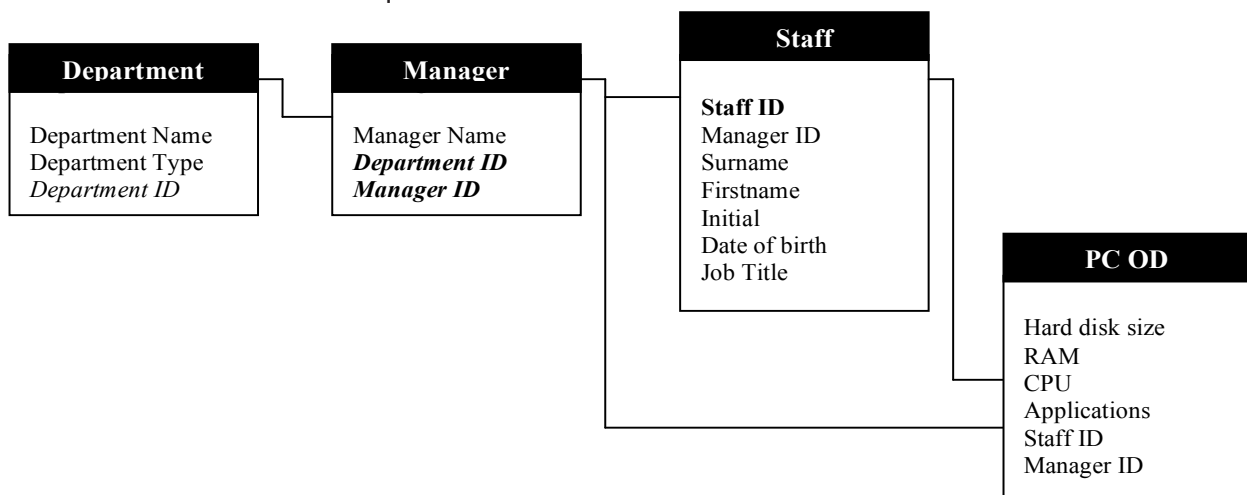 Department
Department Name
Department Type
Department ID
Manager
Manager Name
Department ID
Manager ID
Staff
Staff ID
Manager ID
Surname
Firstname
Initial
Date of birth
Job Title
PC OD
Hard disk size
RAM
CPU
Applications
Staff ID
Manager ID